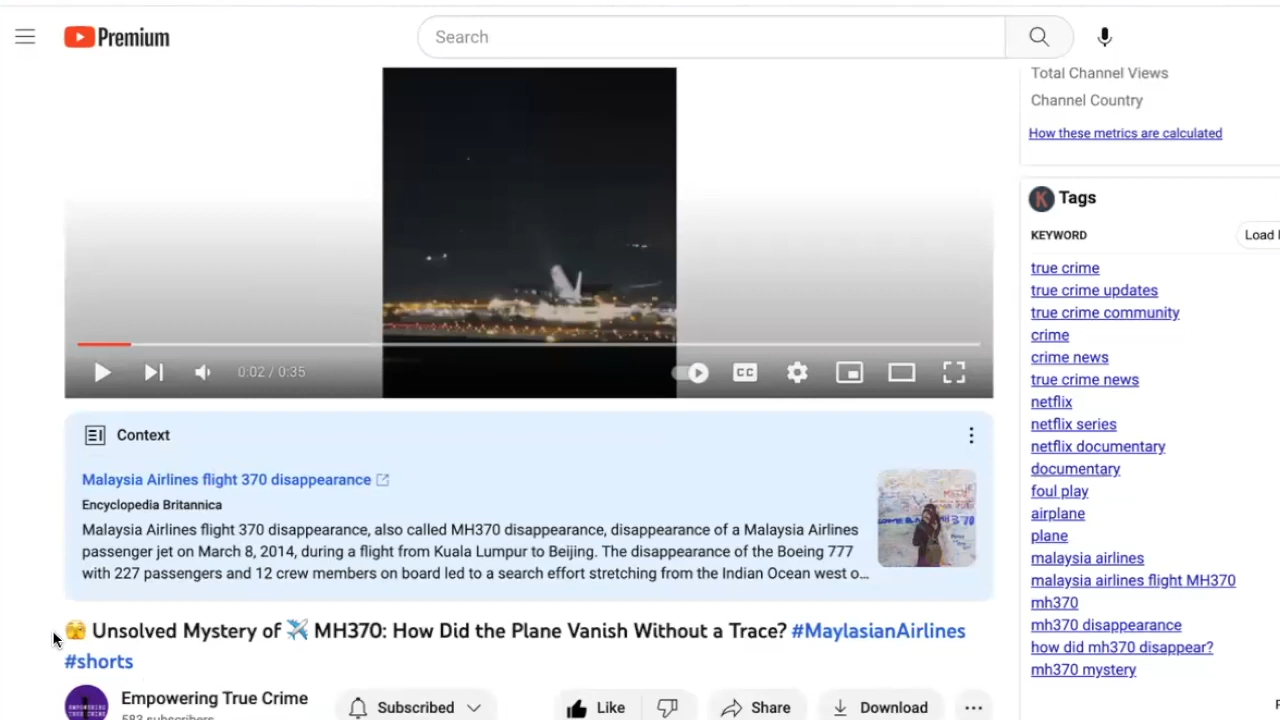 Premium
Search
Total Channel Views
Channel Country
How these metrics are calculated
K Tags
KEYWORD
Load
true crime
true crime updates
true crime community
crime
crime news
true crime news
netflix
netflix series
netflix documentary
documentary
foul play
airplane
plane
malaysia airlines
malaysia airlines flight MH370
mh370
mh370 disappearance
how did mh370 disappear?
mh370 mystery
0:02 / 0:35
CC
Context
Malaysia Airlines flight 370 disappearance
Encyclopedia Britannica
Malaysia Airlines flight 370 disappearance, also called MH370 disappearance, disappearance of a Malaysia Airlines
passenger jet on March 8, 2014, during a flight from Kuala Lumpur to Beijing. The disappearance of the Boeing 777
with 227 passengers and 12 crew members on board led to a search effort stretching from the Indian Ocean west o...
🫣 Unsolved Mystery of ✈️ MH370: How Did the Plane Vanish Without a Trace? #MaylasianAirlines
#shorts
EMPOWERING
TRUE CRIME
Empowering True Crime
583 subscribers
Subscribed
Like
Share
Download